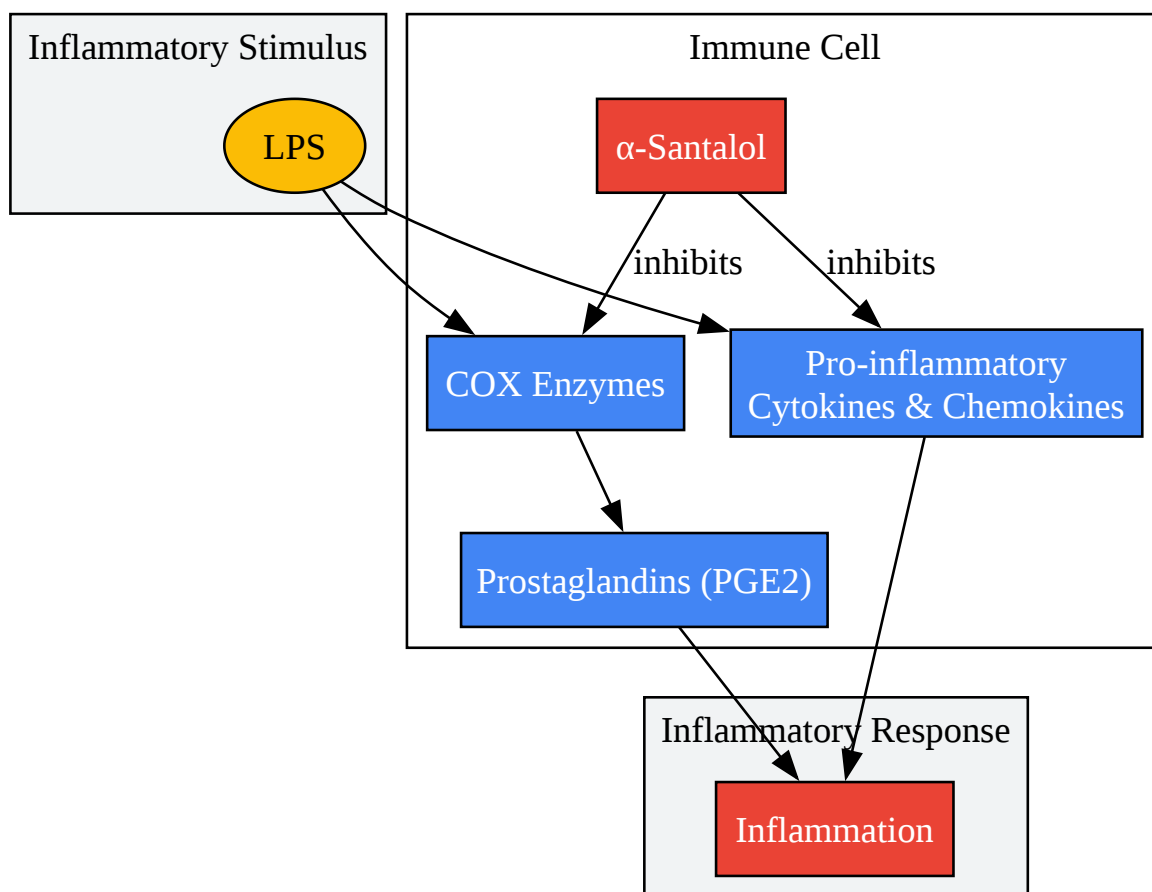 Inflammatory Stimulus
Immune Cell
LPS
α-Santalol
inhibits
inhibits
COX Enzymes
Pro-inflammatory
Cytokines & Chemokines
Prostaglandins (PGE2)
Inflammatory Response
Inflammation